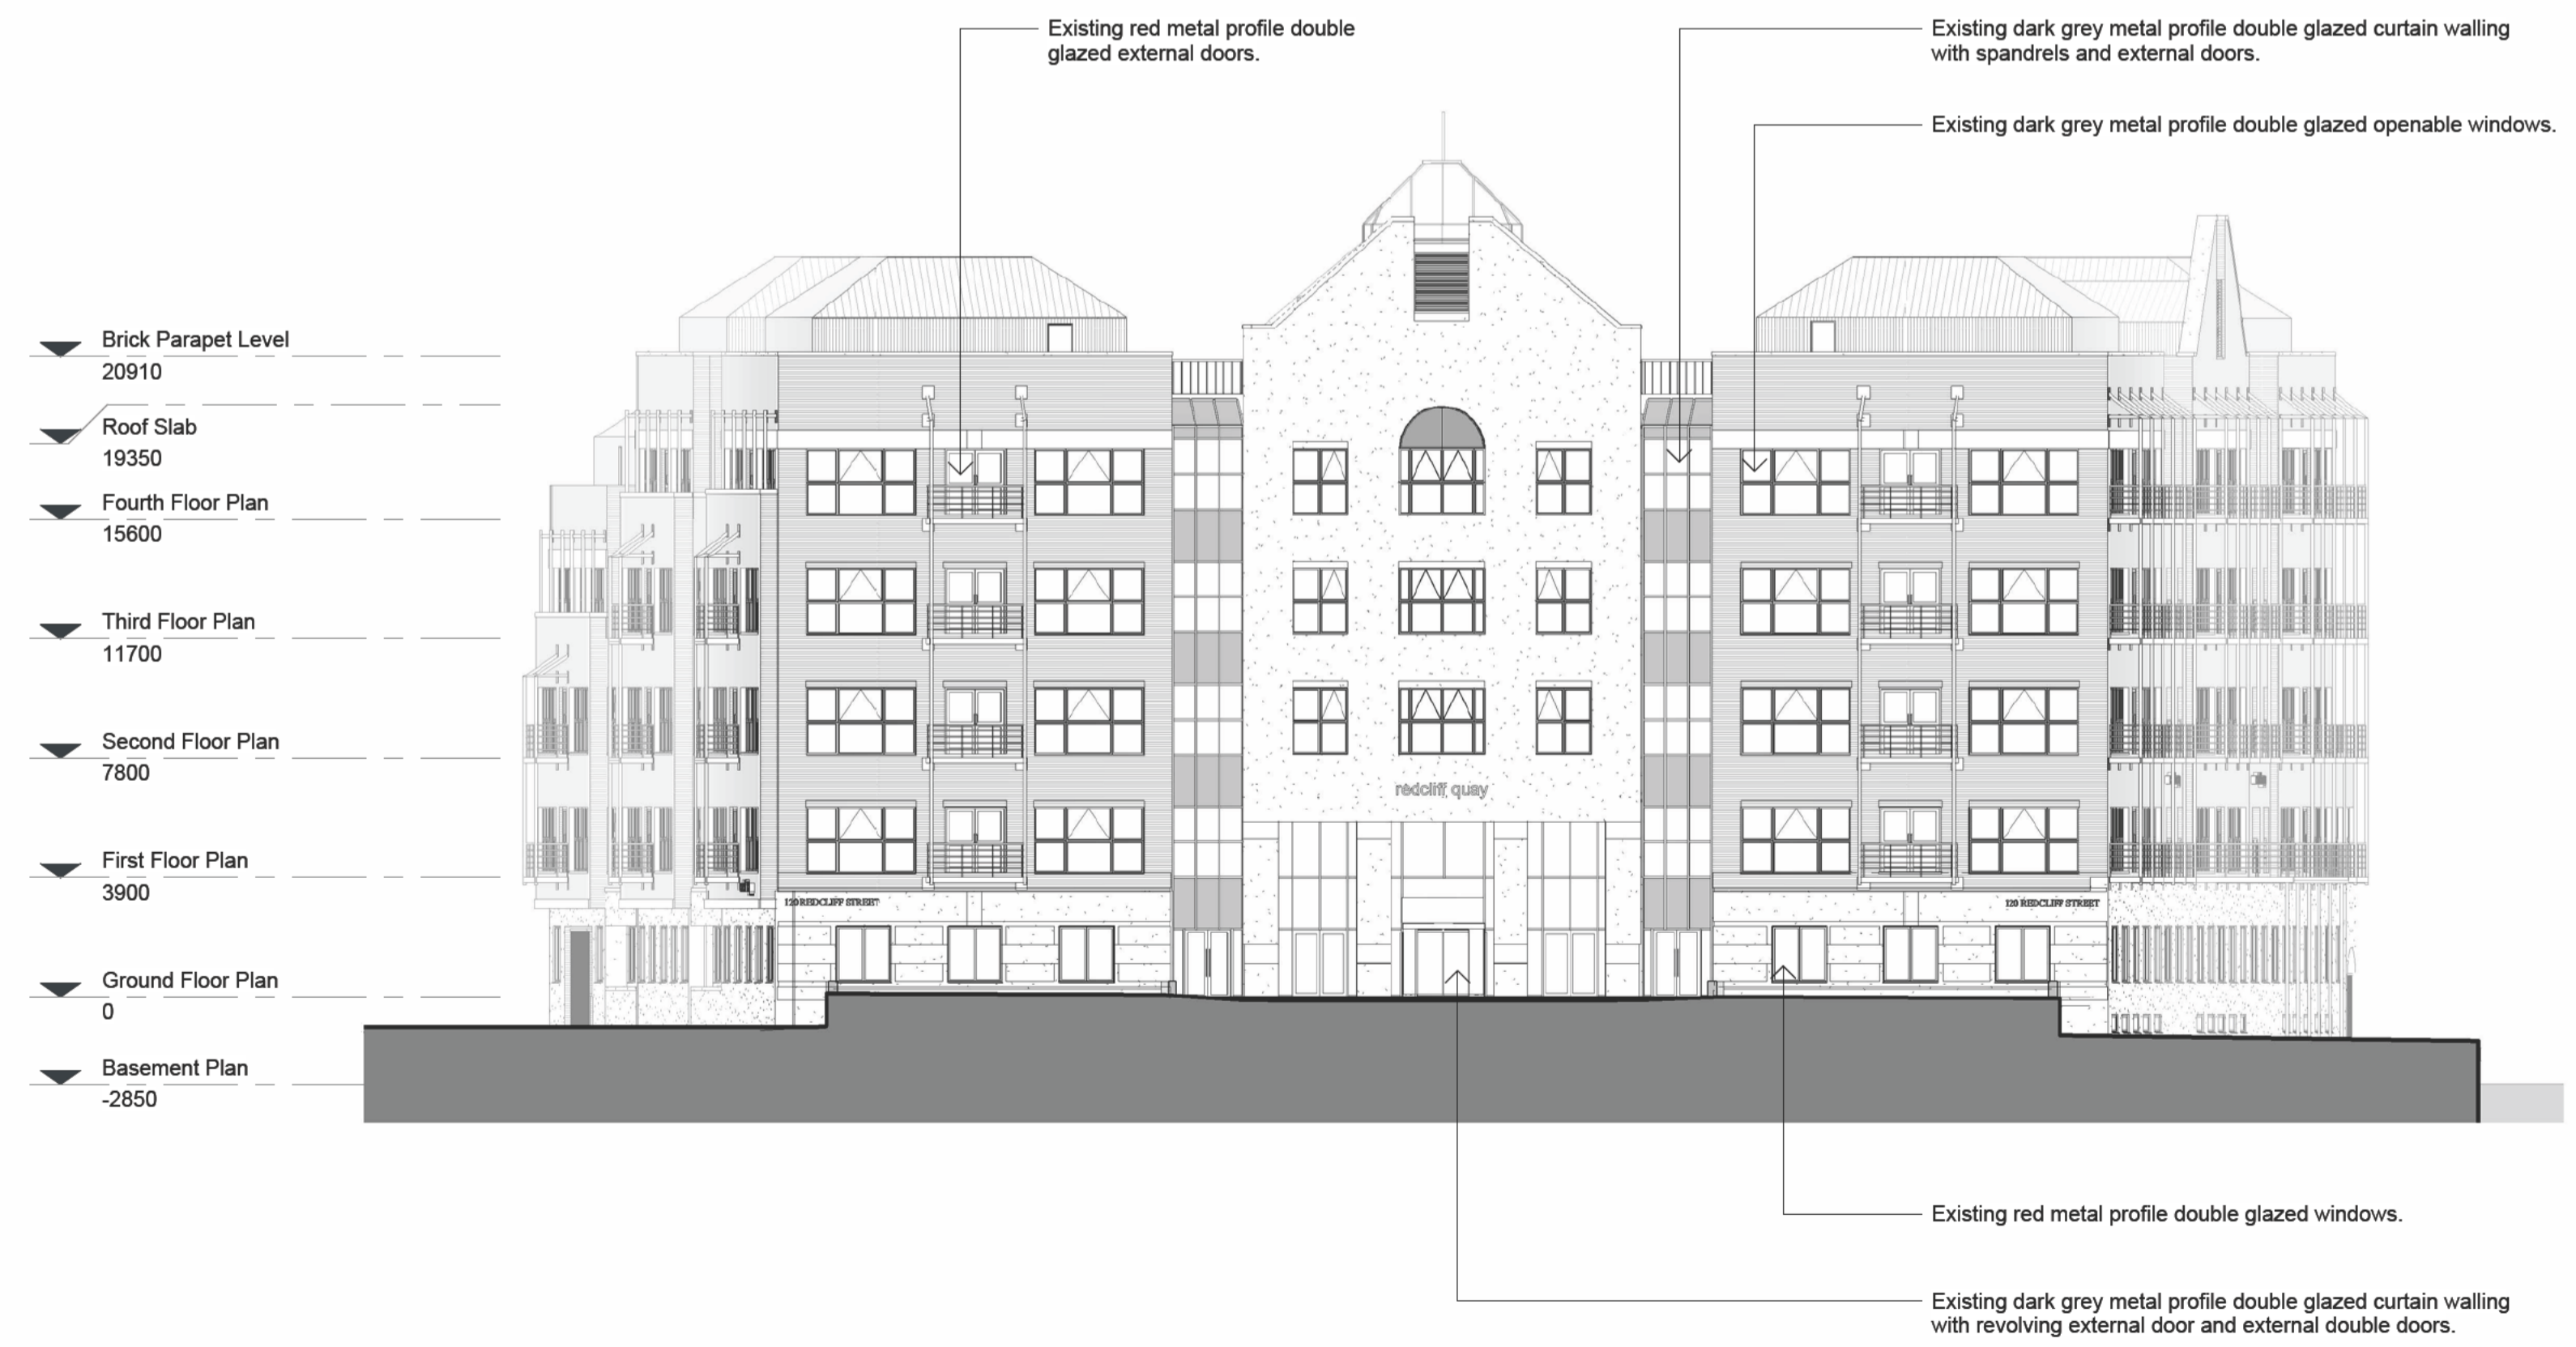 Existing red metal profile double
glazed external doors.
Existing dark grey metal profile double glazed curtain walling
with spandrels and external doors.
Existing dark grey metal profile double glazed openable windows.
Brick Parapet Level
20910
Roof Slab
19350
Fourth Floor Plan
15600
Third Floor Plan
11700
Second Floor Plan
7800
First Floor Plan
3900
Ground Floor Plan
0
Basement Plan
-2850
redcliff quay
120 REDCLIFF STREET
120 REDCLIFF STREET
Existing red metal profile double glazed windows.
Existing dark grey metal profile double glazed curtain walling
with revolving external door and external double doors.